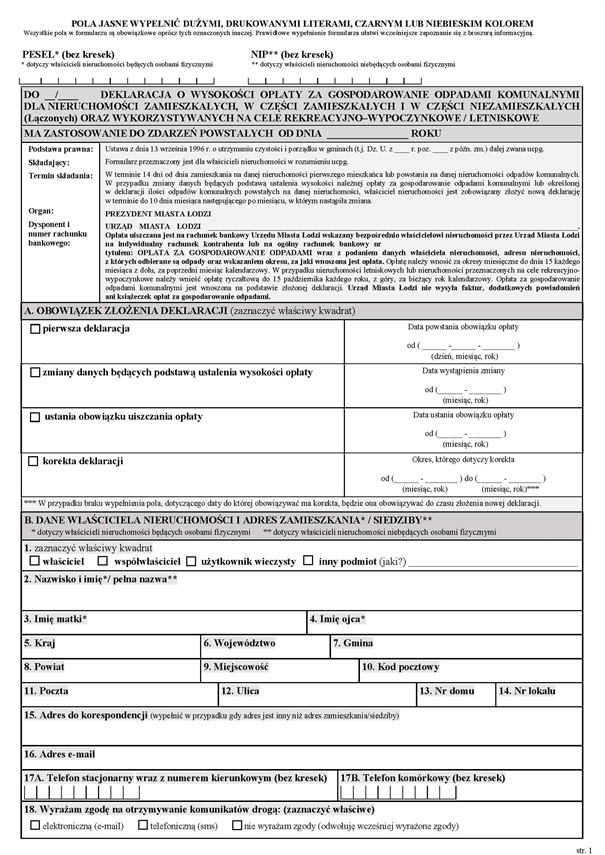 POLA JASNE WYPEŁNIĆ DUŻYMI, DRUKOWANYMI LITERAMI, CZARNYM LUB NIEBIESKIM KOLOREM
Wszystkie pola w formularzu są obowiązkowe oprócz tych oznaczonych inaczej. Prawidłowe wypełnienie formularza ułatwi wcześniejsze zapoznanie się z broszurą informacyjną.
PESEL* (bez kresek)
* dotyczy właścicieli nieruchomości będących osobami fizycznymi
NIP** (bez kresek)
** dotyczy właścicieli nieruchomości niebędących osobami fizycznymi
DO __/____ DEKLARACJA O WYSOKOŚCI OPŁATY ZA GOSPODAROWANIE ODPADAMI KOMUNALNYMI
DLA NIERUCHOMOŚCI ZAMIESZKAŁYCH, W CZĘŚCI ZAMIESZKAŁYCH I W CZĘŚCI NIEZAMIESZKAŁYCH
(Łączonych) ORAZ WYKORZYSTYWANYCH NA CELE REKREACYJNO–WYPOCZYNKOWE / LETNISKOWE
MA ZASTOSOWANIE DO ZDARZEŃ POWSTAŁYCH OD DNIA ________________ ROKU
Podstawa prawna: Ustawa z dnia 13 września 1996 r. o utrzymaniu czystości i porządku w gminach (t.j. Dz. U. z ____ r. poz. ____ z późn. zm.) dalej zwana ucpg.
Składający: Formularz przeznaczony jest dla właścicieli nieruchomości w rozumieniu ucpg.
Termin składania: W terminie 14 dni od dnia zamieszkania na danej nieruchomości pierwszego mieszkańca lub powstania na danej nieruchomości odpadów komunalnych.
W przypadku zmiany danych będących podstawą ustalenia wysokości należnej opłaty za gospodarowanie odpadami komunalnymi lub określonej
w deklaracji ilości odpadów komunalnych powstałych na danej nieruchomości, właściciel nieruchomości jest zobowiązany złożyć nową deklarację
w terminie do 10 dnia miesiąca następującego po miesiącu, w którym nastąpiła zmiana.
Organ: PREZYDENT MIASTA ŁODZI
Dysponent i
numer rachunku
bankowego:
URZĄD MIASTA ŁODZI
Opłata uiszczana jest na rachunek bankowy Urzędu Miasta Łodzi wskazany bezpośrednio właścicielowi nieruchomości przez Urząd Miasta Łodzi
na indywidualny rachunek kontrahenta lub na ogólny rachunek bankowy nr
tytułem: OPŁATA ZA GOSPODAROWANIE ODPADAMI wraz z podaniem danych właściciela nieruchomości, adresu nieruchomości,
z których odbierane są odpady oraz wskazaniem okresu, za jaki wnoszona jest opłata. Opłatę należy wnosić za okresy miesięczne do dnia 15 każdego
miesiąca z dołu, za poprzedni miesiąc kalendarzowy. W przypadku nieruchomości letniskowych lub nieruchomości przeznaczonych na cele rekreacyjno-
wypoczynkowe należy wnieść opłatę ryczałtową do 15 października każdego roku, z góry, za bieżący rok kalendarzowy. Opłata za gospodarowanie
odpadami komunalnymi jest wnoszona na podstawie złożonej deklaracji. Urząd Miasta Łodzi nie wysyła faktur, dodatkowych powiadomień
ani książeczek opłat za gospodarowanie odpadami.
A. OBOWIĄZEK ZŁOŻENIA DEKLARACJI (zaznaczyć właściwy kwadrat)
pierwsza deklaracja
Data powstania obowiązku opłaty
od ( ______ -______ - ________ )
(dzień, miesiąc, rok)
zmiany danych będących podstawą ustalenia wysokości opłaty
Data wystąpienia zmiany
od (______ - ________ )
(miesiąc, rok)
ustania obowiązku uiszczania opłaty
Data ustania obowiązku opłaty
od (______ - ________ )
(miesiąc, rok)
korekta deklaracji
Okres, którego dotyczy korekta
od (______ - ________ ) do (______ - ________ )
(miesiąc, rok) (miesiąc, rok)***
*** W przypadku braku wypełnienia pola, dotyczącego daty do której obowiązywać ma korekta, będzie ona obowiązywać do czasu złożenia nowej deklaracji.
B. DANE WŁAŚCICIELA NIERUCHOMOŚCI I ADRES ZAMIESZKANIA* / SIEDZIBY**
* dotyczy właścicieli nieruchomości będących osobami fizycznymi ** dotyczy właścicieli nieruchomości niebędących osobami fizycznymi
1. zaznaczyć właściwy kwadrat
właściciel współwłaściciel użytkownik wieczysty inny podmiot (jaki?)
2. Nazwisko i imię*/ pełna nazwa**
3. Imię matki* 4. Imię ojca*
5. Kraj 6. Województwo 7. Gmina
8. Powiat 9. Miejscowość 10. Kod pocztowy
11. Poczta 12. Ulica 13. Nr domu 14. Nr lokalu
15. Adres do korespondencji (wypełnić w przypadku gdy adres jest inny niż adres zamieszkania/siedziby)
16. Adres e-mail
17A. Telefon stacjonarny wraz z numerem kierunkowym (bez kresek) 17B. Telefon komórkowy (bez kresek)
18. Wyrażam zgodę na otrzymywanie komunikatów drogą: (zaznaczyć właściwe)
elektroniczną (e-mail) telefoniczną (sms) nie wyrażam zgody (odwołuję wcześniej wyrażone zgody)
str. 1